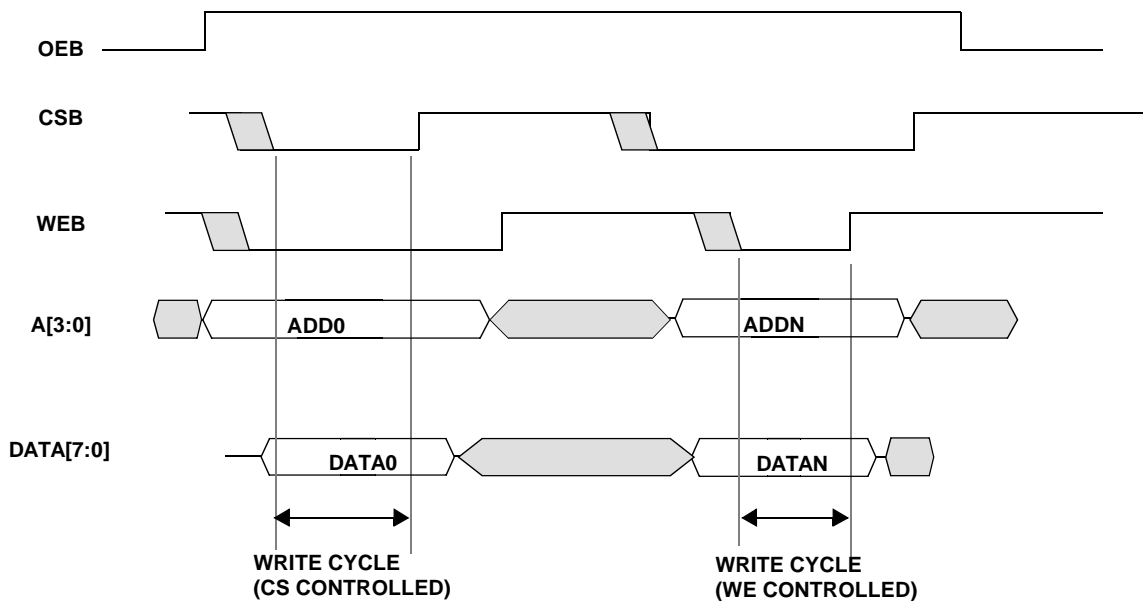 OEB
CSB
WEB
A[3:0]
ADD0
ADDN
DATA[7:0]
DATA0
DATAN
WRITE CYCLE
(CS CONTROLLED)
WRITE CYCLE
(WE CONTROLLED)